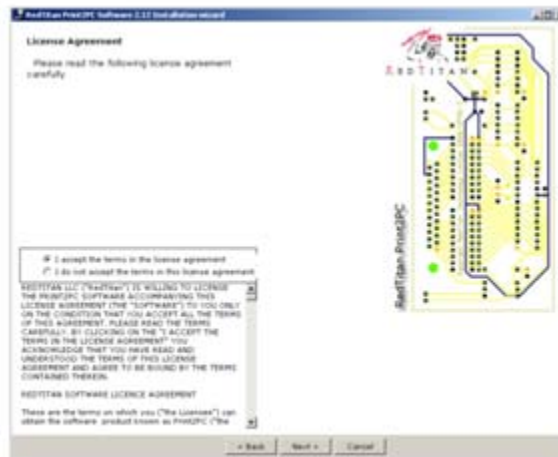 RedTitan Print2PC Software 2.12 Installation wizard
License Agreement
Please read the following license agreement
carefully.
REDTITAN
RedTitan Print2PC
I accept the terms in the license agreement
I do not accept the terms in this license agreement
REDTITAN LLC ("RedTitan") IS WILLING TO LICENSE
THE PRINT2PC SOFTWARE ACCOMPANYING THIS
LICENSE AGREEMENT (THE "SOFTWARE") TO YOU ONLY
ON THE CONDITION THAT YOU ACCEPT ALL THE TERMS
OF THIS AGREEMENT. PLEASE READ THE TERMS
CAREFULLY. BY CLICKING ON THE "I ACCEPT THE
TERMS IN THE LICENSE AGREEMENT" YOU
ACKNOWLEDGE THAT YOU HAVE READ AND
UNDERSTOOD THE TERMS OF THIS LICENSE
AGREEMENT AND AGREE TO BE BOUND BY THE TERMS
CONTAINED THEREIN.
REDTITAN SOFTWARE LICENCE AGREEMENT
These are the terms on which you ("the Licensee") can
obtain the software product known as Print2PC ("the
< Back
Next >
Cancel